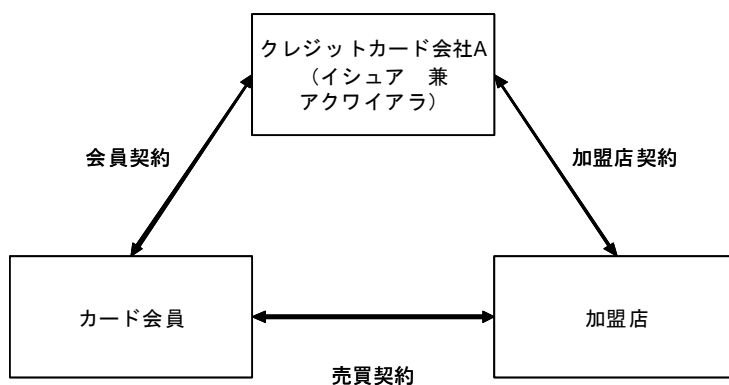 クレジットカード会社A
（イシュア　兼
アクワイアラ）
会員契約
加盟店契約
カード会員
加盟店
売買契約